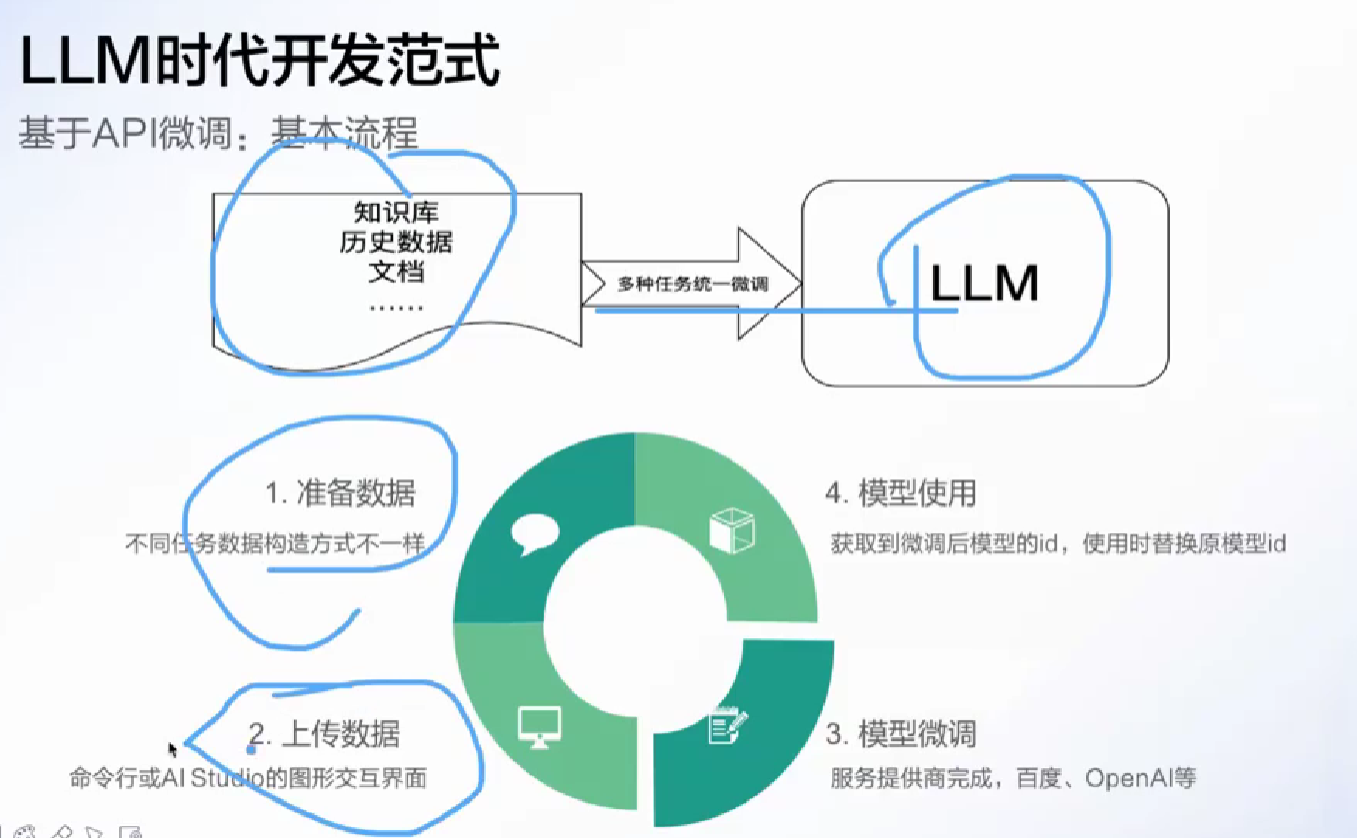 LLM时代开发范式
基于API微调：基本流程
知识库
历史数据
文档
......
多种任务统一微调
LLM
1. 准备数据
不同任务数据构造方式不一样
2. 上传数据
命令行或AI Studio的图形交互界面
4. 模型使用
获取到微调后模型的id，使用时替换原模型id
3. 模型微调
服务提供商完成，百度、OpenAI等